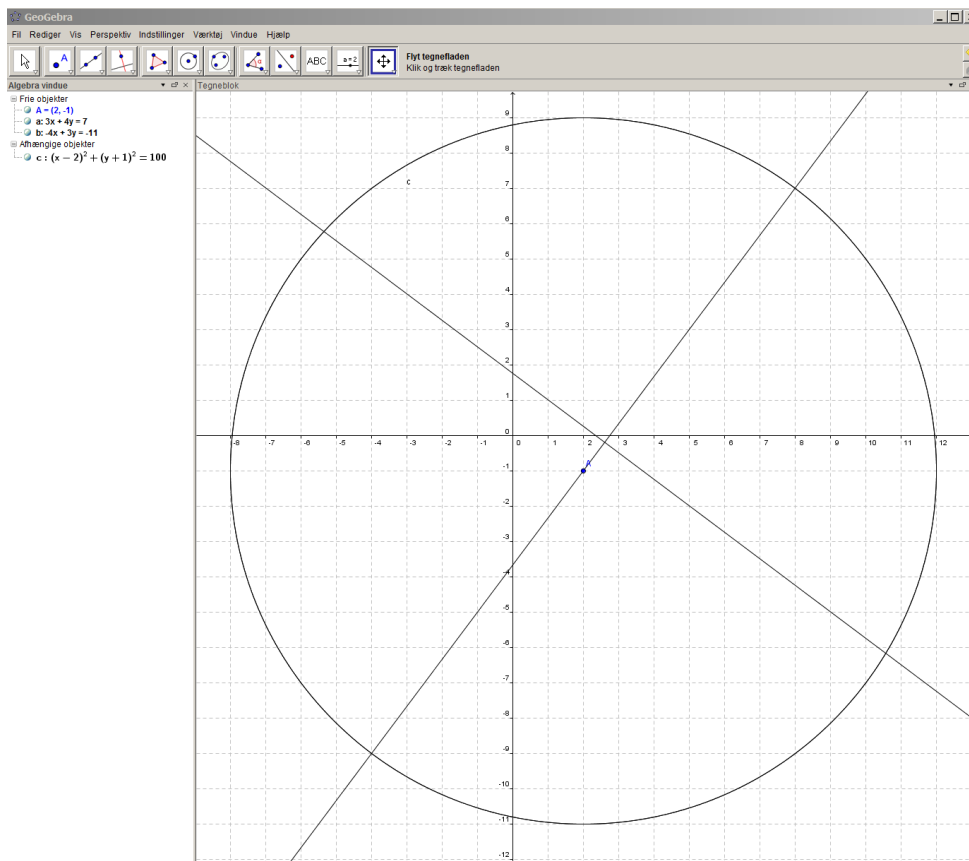 GeoGebra
Fil Rediger Vis Perspektiv Indstillinger Værktøj Vindue Hjælp
A α ABC a=2 Flyt tegnefladen
Klik og træk tegnefladen
Algebra vindue
Tegneblok
Frie objekter
A = (2, -1)
a: 3x + 4y = 7
b: -4x + 3y = -11
Afhængige objekter
c : (x − 2)² + (y + 1)² = 100
9
8
c
7
6
5
4
3
2
1
0
-8 -7 -6 -5 -4 -3 -2 -1 0 1 2 3 4 5 6 7 8 9 10 11 12
A
-1
-2
-3
-4
-5
-6
-7
-8
-9
-10
-11
-12